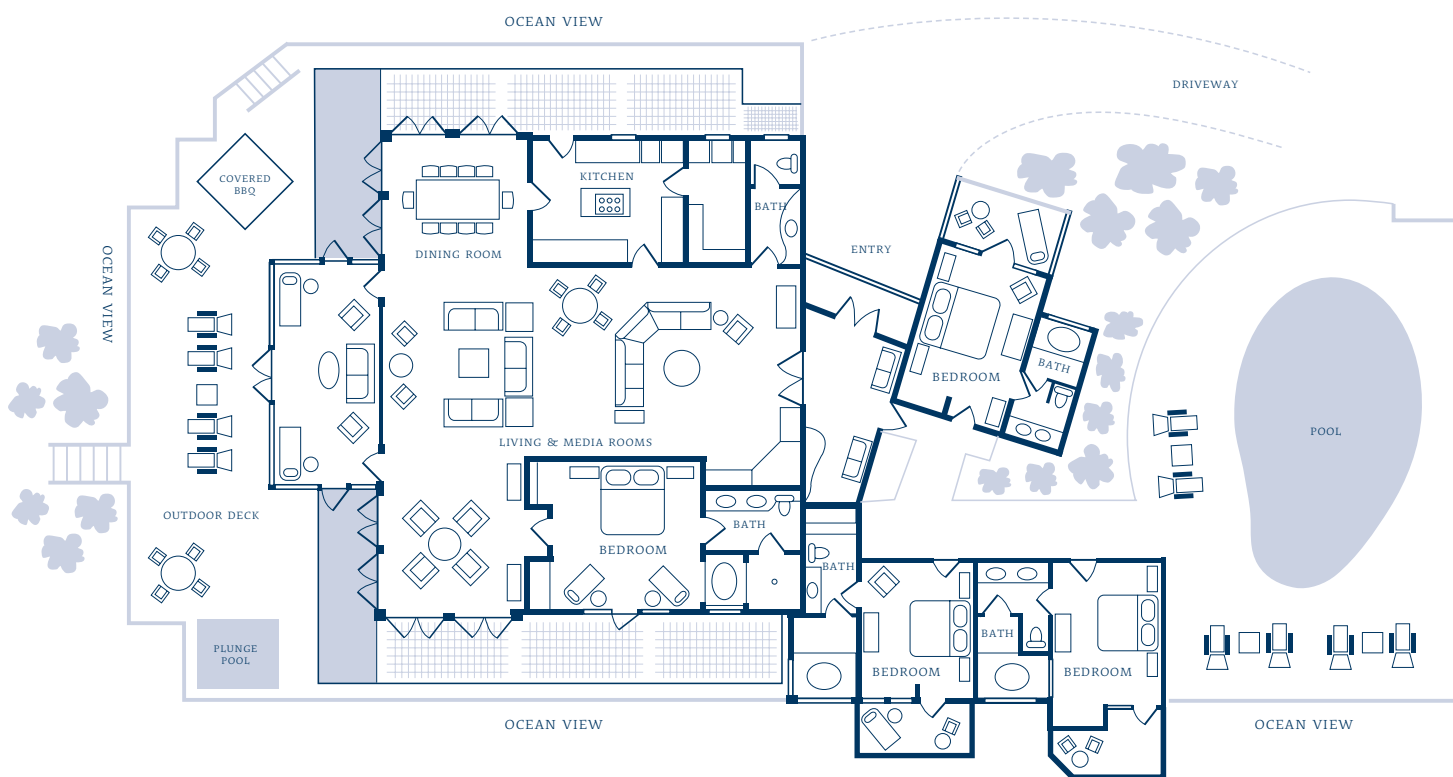 OCEAN VIEW
DRIVEWAY
COVERED
BBQ
KITCHEN
BATH
DINING ROOM
ENTRY
OCEAN VIEW
BEDROOM
BATH
LIVING & MEDIA ROOMS
POOL
OUTDOOR DECK
BATH
BEDROOM
BATH
BATH
PLUNGE
POOL
BEDROOM
BEDROOM
OCEAN VIEW
OCEAN VIEW